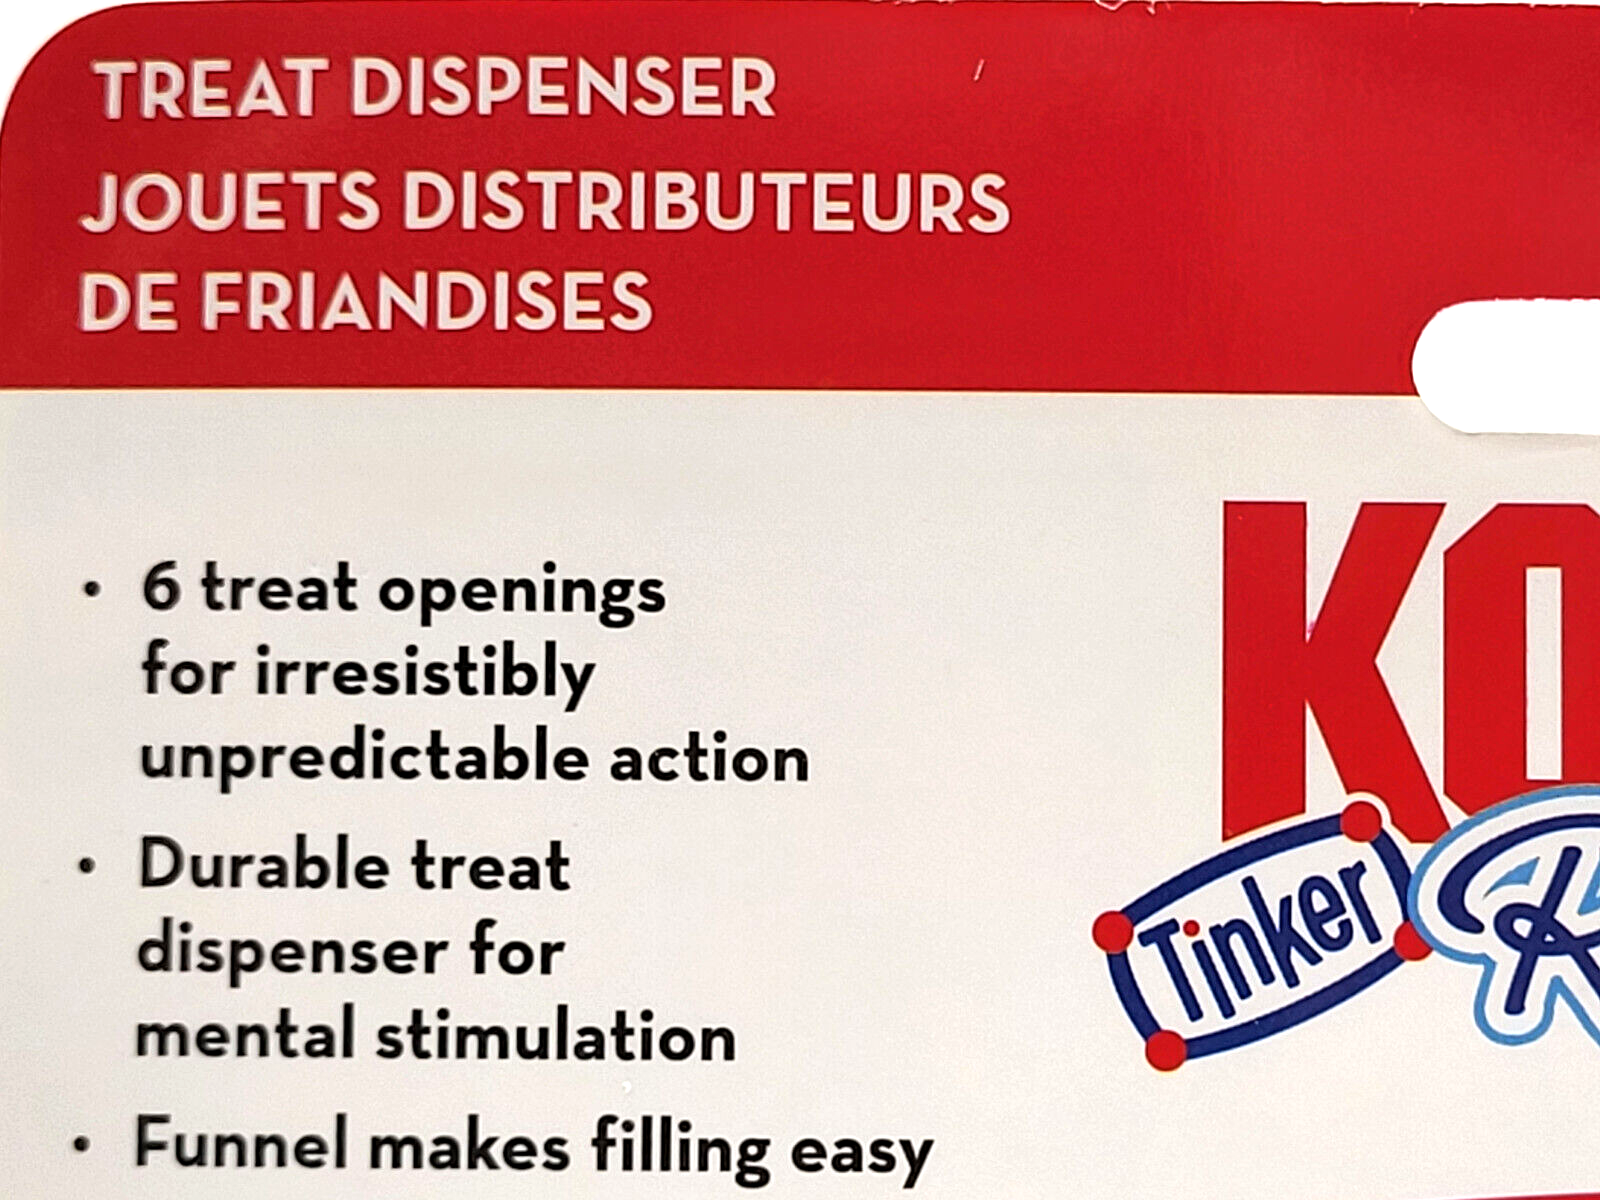 TREAT DISPENSER
JOUETS DISTRIBUTEURS
DE FRIANDISES
• 6 treat openings
for irresistibly
unpredictable action
• Durable treat
dispenser for
mental stimulation
• Funnel makes filling easy
KO
Tinker